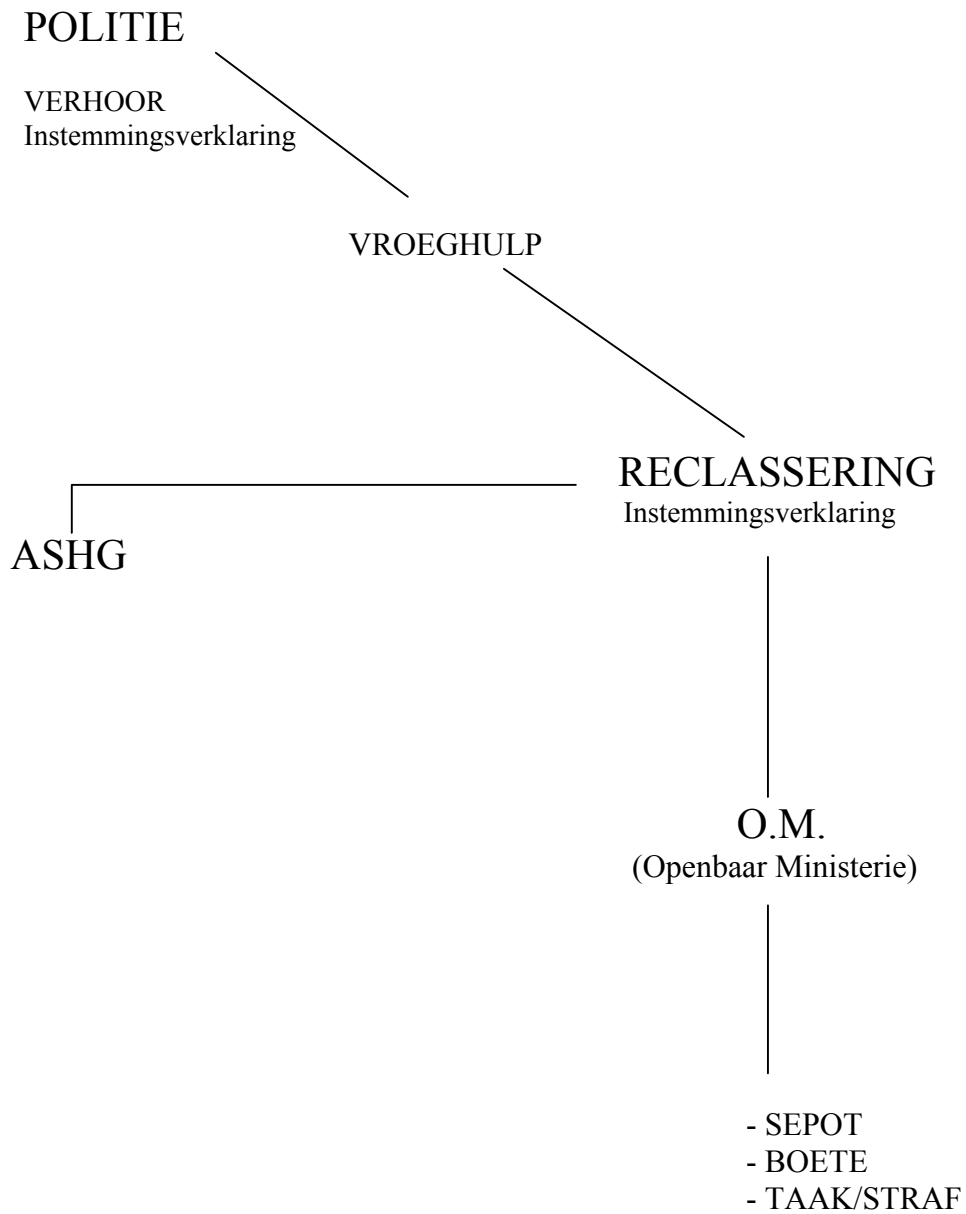 POLITIE
VERHOOR
Instemmingsverklaring
VROEGHULP
RECLASSERING
Instemmingsverklaring
ASHG
O.M.
(Openbaar Ministerie)
- SEPOT
- BOETE
- TAAK/STRAF